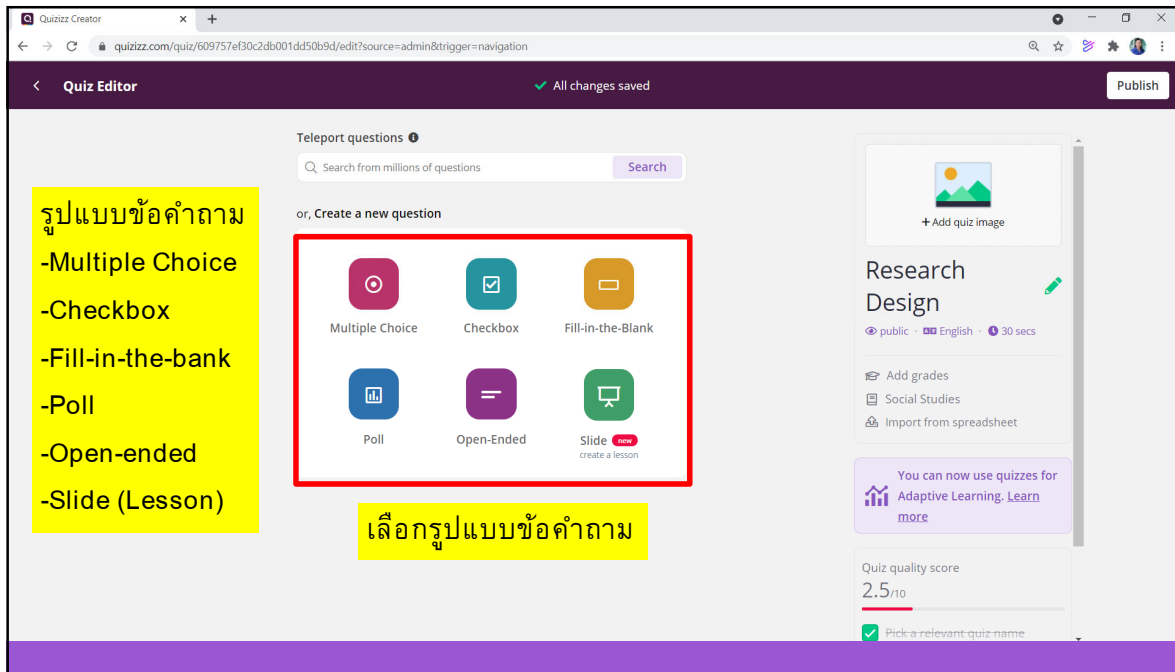 Quizizz Creator
quizizz.com/quiz/609757ef30c2db001dd50b9d/edit?source=admin&trigger=navigation
Quiz Editor
All changes saved
Publish
Teleport questions
Search from millions of questions
Search
or, Create a new question
Multiple Choice
Checkbox
Fill-in-the-Blank
Poll
Open-Ended
Slide new
create a lesson
รูปแบบข้อคำถาม
-Multiple Choice
-Checkbox
-Fill-in-the-bank
-Poll
-Open-ended
-Slide (Lesson)
เลือกรูปแบบข้อคำถาม
+ Add quiz image
Research
Design
public · English · 30 secs
Add grades
Social Studies
Import from spreadsheet
You can now use quizzes for
Adaptive Learning. Learn
more
Quiz quality score
2.5/10
Pick a relevant quiz name